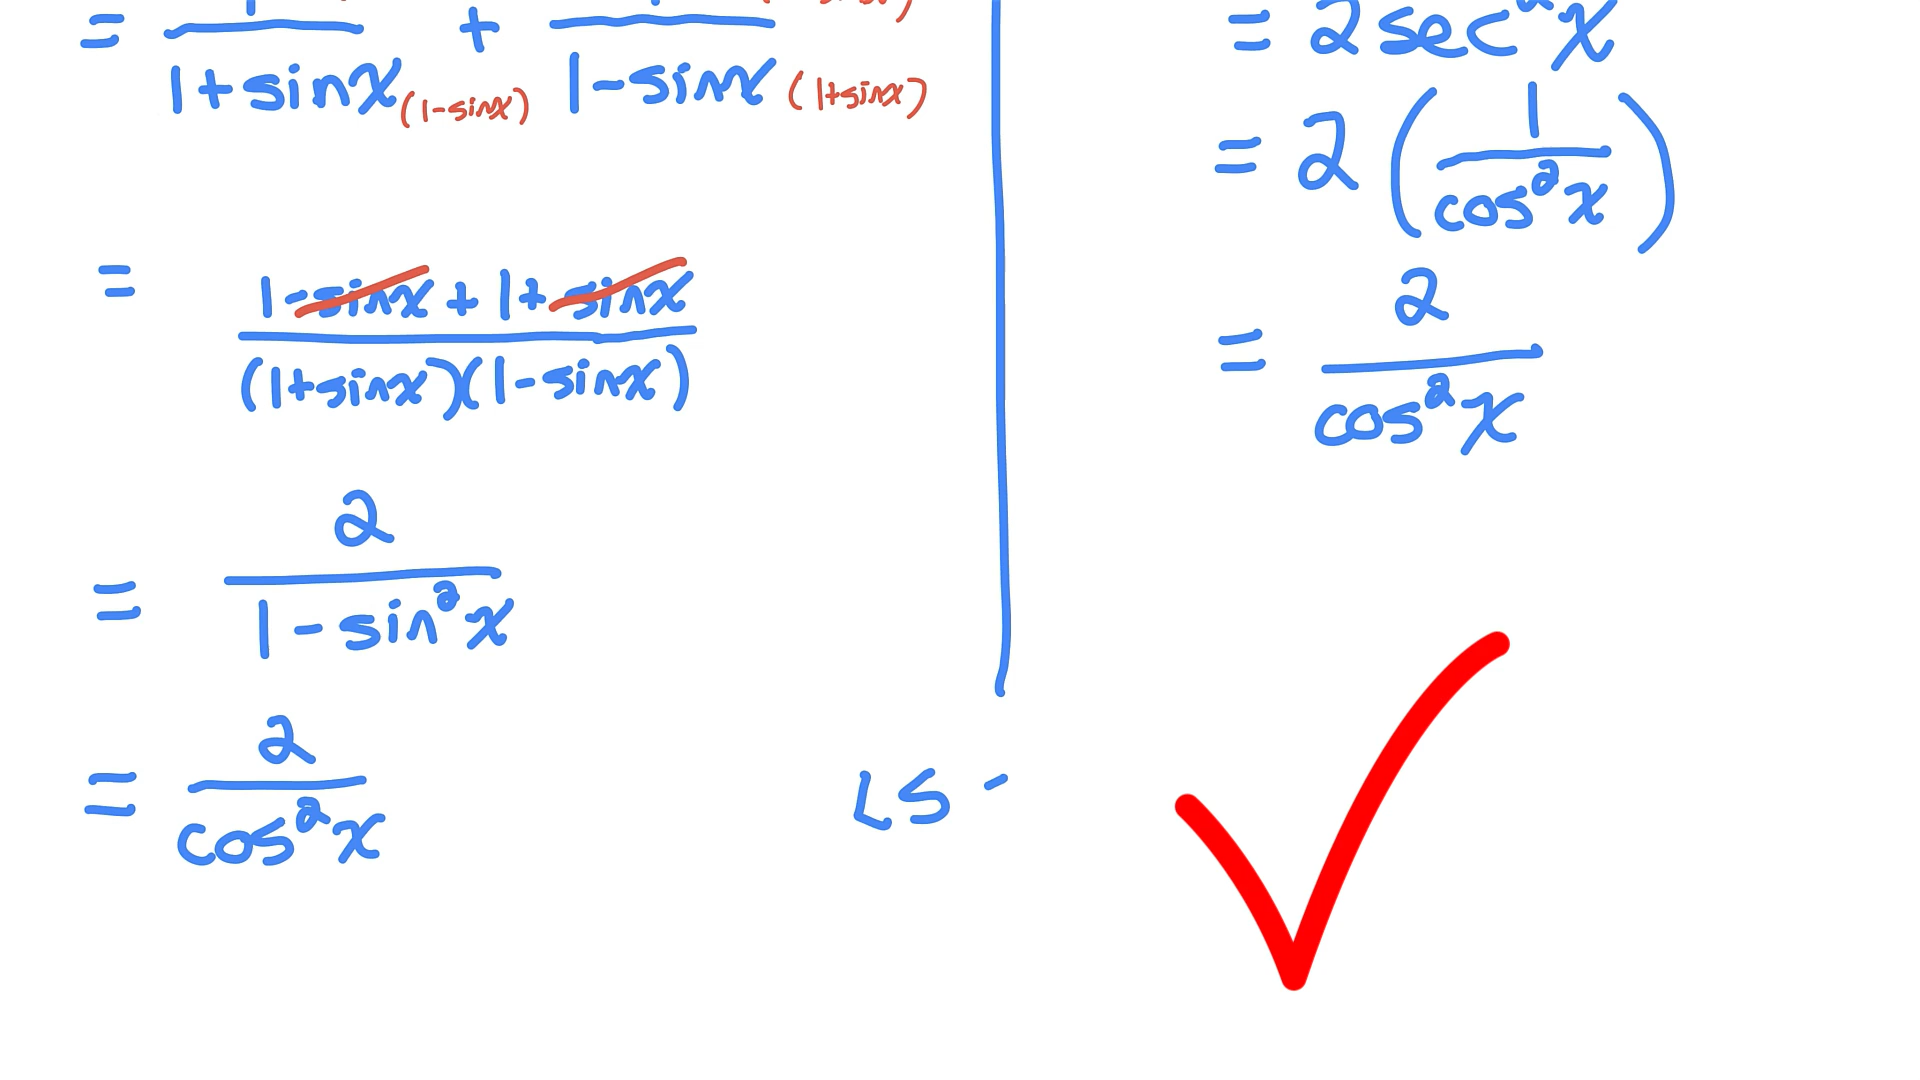 = 1/(1+sinx) (1-sinx) + 1/(1-sinx) (1+sinx)
= (1-sinx+1+sinx)/((1+sinx)(1-sinx))
= 2/(1-sin²x)
= 2/cos²x
LS -
= 2sec²x
= 2(1/cos²x)
= 2/cos²x